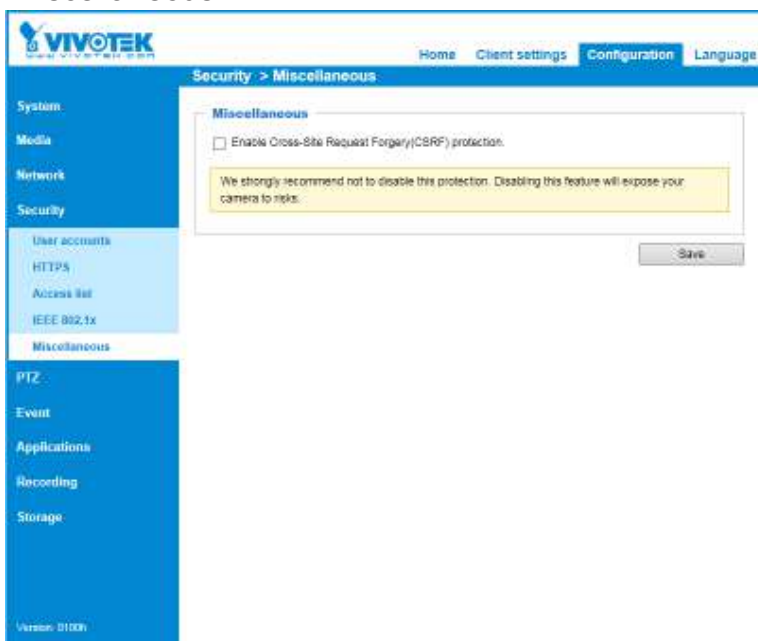 VIVOTEK
Home Client settings Configuration Language
Security > Miscellaneous
System
Media
Network
Security
User accounts
HTTPS
Access list
IEEE 802.1x
Miscellaneous
PTZ
Event
Applications
Recording
Storage
Miscellaneous
Enable Cross-Site Request Forgery(CSRF) protection.
We strongly recommend not to disable this protection. Disabling this feature will expose your
camera to risks.
Save
Version: 0100h